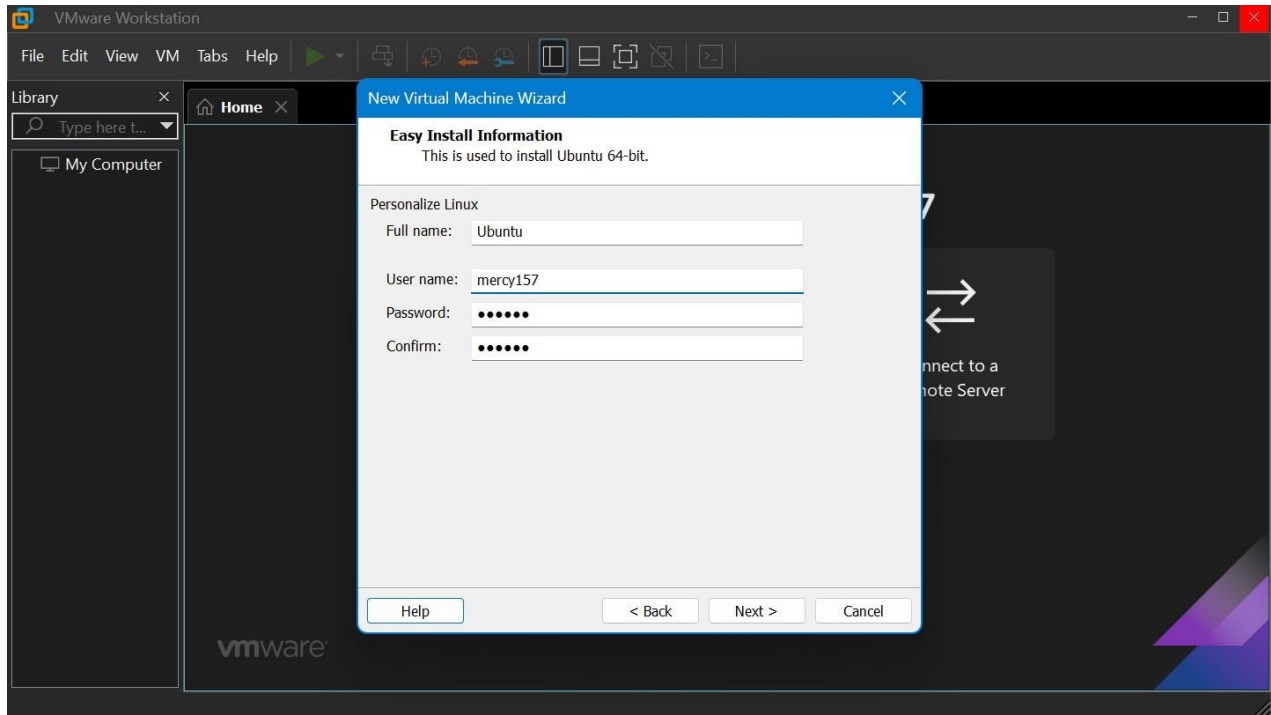 VMware Workstation
File Edit View VM Tabs Help
Library
Home
Type here t...
My Computer
New Virtual Machine Wizard
Easy Install Information
This is used to install Ubuntu 64-bit.
Personalize Linux
Full name: Ubuntu
User name: mercy157
Password: ••••••
Confirm: ••••••
7
nnect to a
note Server
Help < Back Next > Cancel
vmware